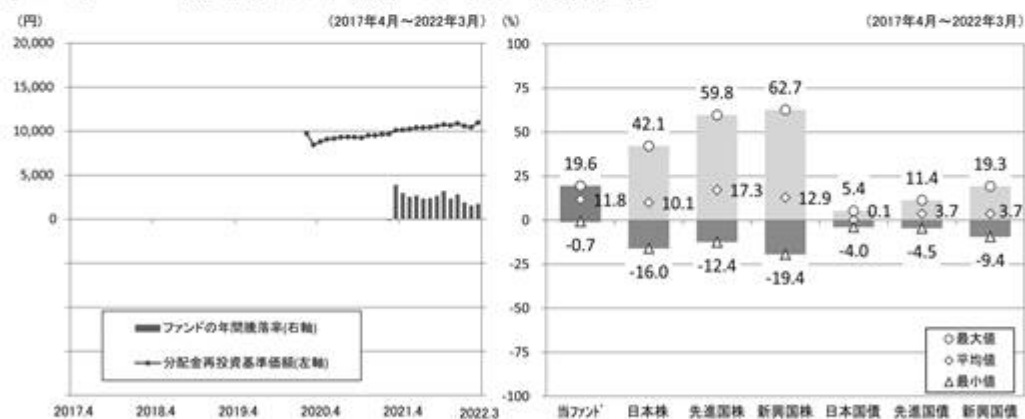 (円)
(2017年4月～2022年3月)
20,000
15,000
10,000
5,000
0
ファンドの年間騰落率(右軸)
分配金再投資基準価額(左軸)
2017.4 2018.4 2019.4 2020.4 2021.4 2022.3
(%)
(2017年4月～2022年3月)
100
75
50
25
0
-25
-50
-75
-100
19.6 42.1 59.8 62.7 5.4 11.4 19.3
11.8 10.1 17.3 12.9 0.1 3.7 3.7
-0.7 -16.0 -12.4 -19.4 -4.0 -4.5 -9.4
最大値
平均値
最小値
当ファンド 日本株 先進国株 新興国株 日本国債 先進国債 新興国債